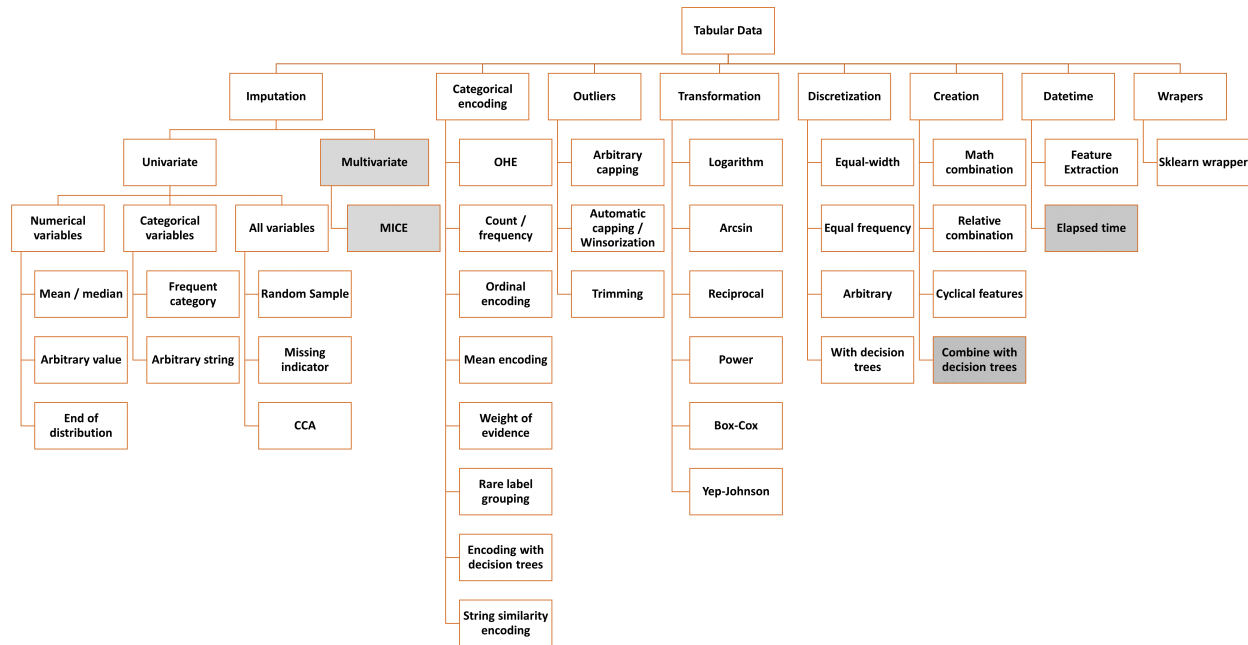 Tabular Data
Imputation
Categorical
encoding
Outliers
Transformation
Discretization
Creation
Datetime
Wrapers
Univariate
Multivariate
OHE
Arbitrary
capping
Logarithm
Equal-width
Math
combination
Feature
Extraction
Sklearn wrapper
Numerical
variables
Categorical
variables
All variables
MICE
Count /
frequency
Automatic
capping /
Winsorization
Arcsin
Equal frequency
Relative
combination
Elapsed time
Mean / median
Frequent
category
Random Sample
Ordinal
encoding
Trimming
Reciprocal
Arbitrary
Cyclical features
Arbitrary value
Arbitrary string
Missing
indicator
Mean encoding
Power
With decision
trees
Combine with
decision trees
End of
distribution
CCA
Weight of
evidence
Box-Cox
Rare label
grouping
Yep-Johnson
Encoding with
decision trees
String similarity
encoding